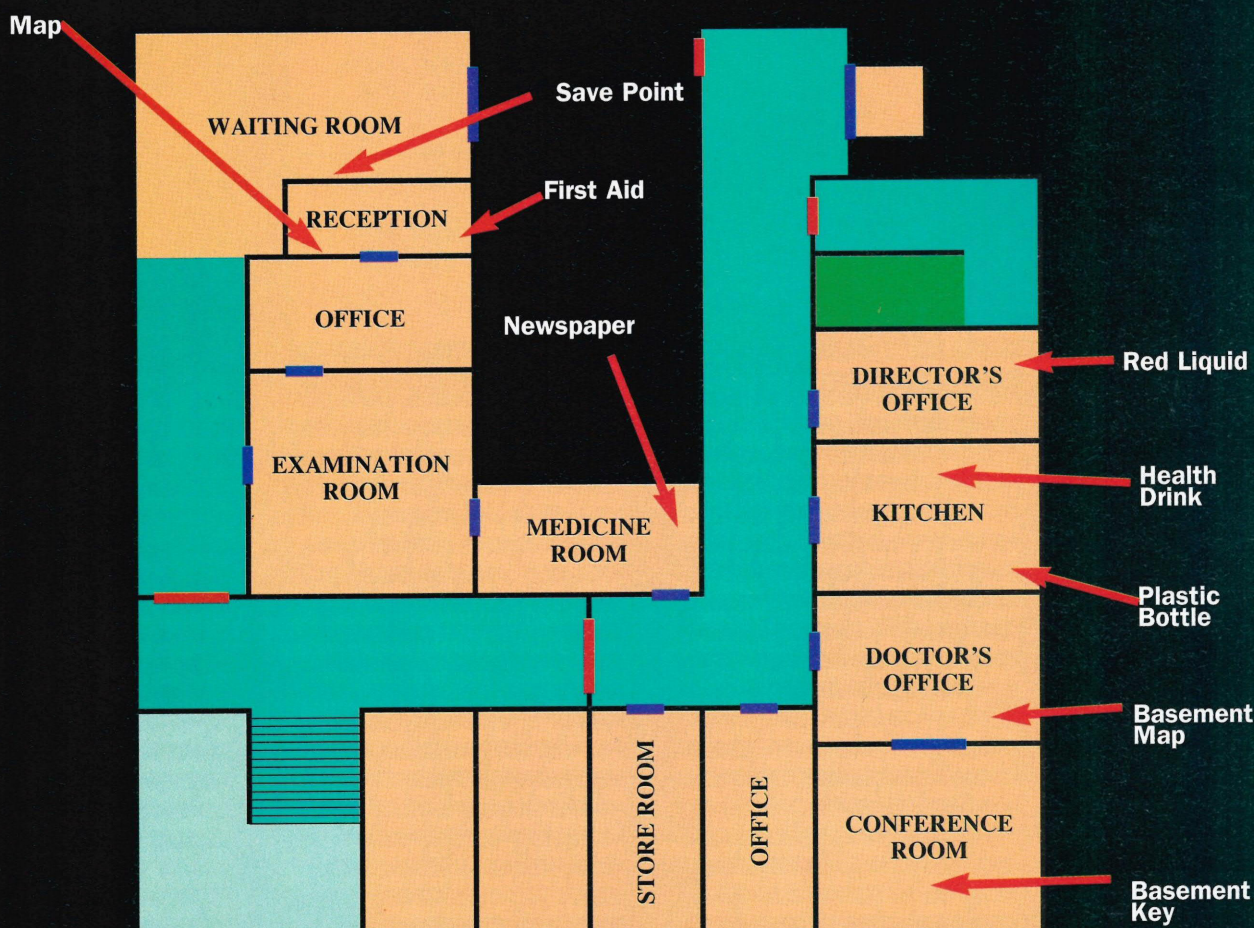 Map
Save Point
WAITING ROOM
First Aid
RECEPTION
OFFICE
Newspaper
Red Liquid
DIRECTOR'S
OFFICE
EXAMINATION
ROOM
Health
Drink
KITCHEN
MEDICINE
ROOM
Plastic
Bottle
DOCTOR'S
OFFICE
Basement
Map
STORE ROOM
OFFICE
CONFERENCE
ROOM
Basement
Key